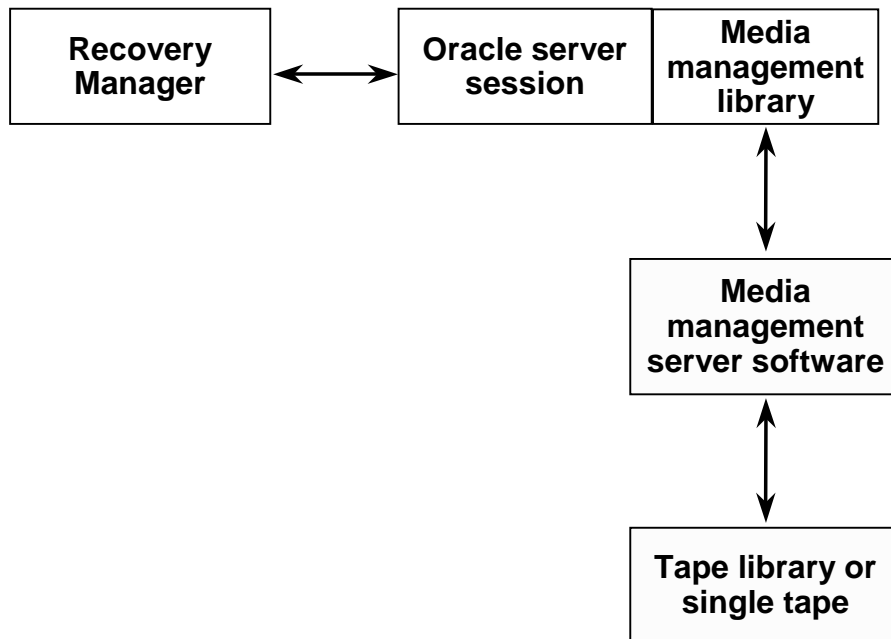 Recovery
Manager
Oracle server
session
Media
management
library
Media
management
server software
Tape library or
single tape